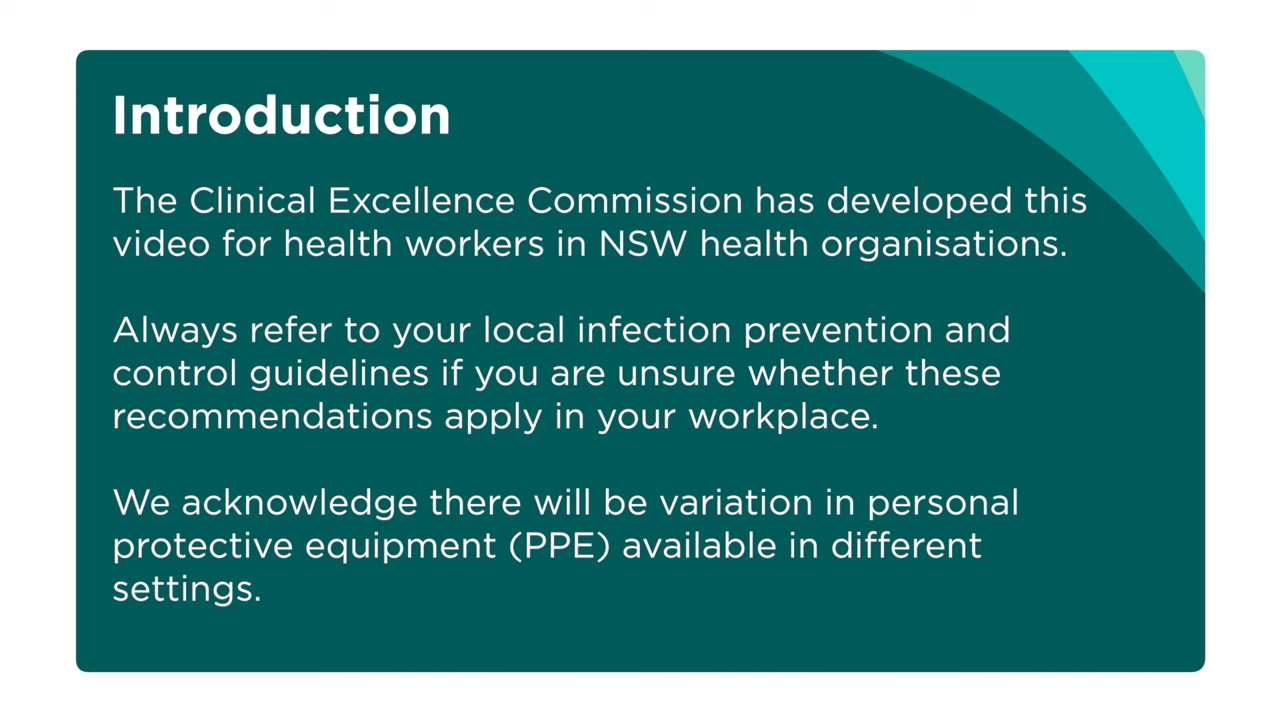 Introduction
The Clinical Excellence Commission has developed this
video for health workers in NSW health organisations.
Always refer to your local infection prevention and
control guidelines if you are unsure whether these
recommendations apply in your workplace.
We acknowledge there will be variation in personal
protective equipment (PPE) available in different
settings.